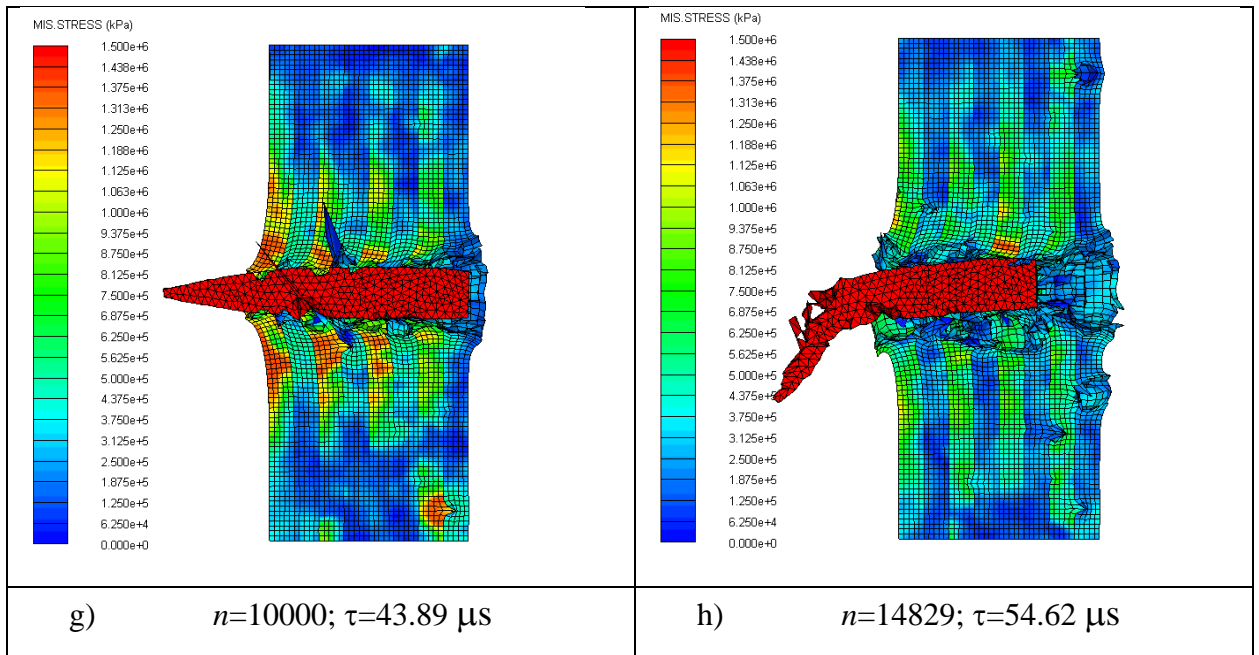 MIS.STRESS (kPa)
1.500e+6
1.438e+6
1.375e+6
1.313e+6
1.250e+6
1.188e+6
1.125e+6
1.063e+6
1.000e+6
9.375e+5
8.750e+5
8.125e+5
7.500e+5
6.875e+5
6.250e+5
5.625e+5
5.000e+5
4.375e+5
3.750e+5
3.125e+5
2.500e+5
1.875e+5
1.250e+5
6.250e+4
0.000e+0
MIS.STRESS (kPa)
1.500e+6
1.438e+6
1.375e+6
1.313e+6
1.250e+6
1.188e+6
1.125e+6
1.063e+6
1.000e+6
9.375e+5
8.750e+5
8.125e+5
7.500e+5
6.875e+5
6.250e+5
5.625e+5
5.000e+5
4.375e+5
3.750e+5
3.125e+5
2.500e+5
1.875e+5
1.250e+5
6.250e+4
0.000e+0
g) n=10000; τ=43.89 μs
h) n=14829; τ=54.62 μs